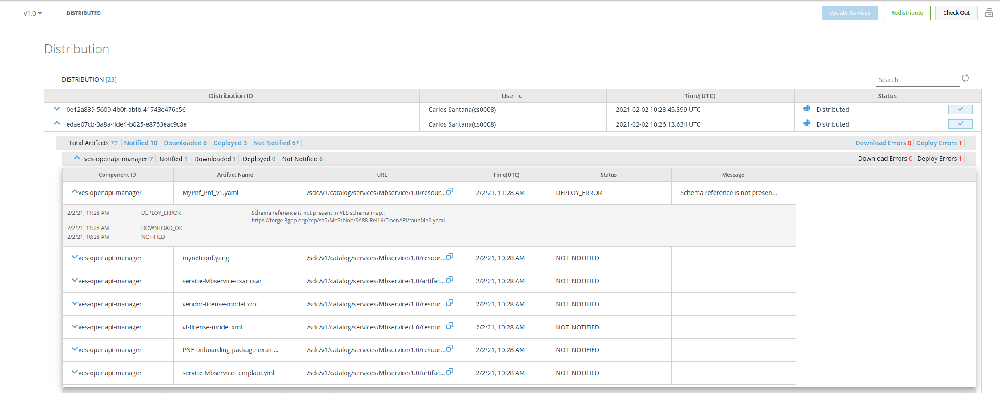 V1.0 DISTRIBUTED Update Services Redistribute Check Out
Distribution
DISTRIBUTION [23] Search
Distribution ID User id Time[UTC] Status
0e12a839-5609-4b0f-abfb-41743e476e56 Carlos Santana(cs0008) 2021-02-02 10:28:45.399 UTC Distributed
edae07cb-3a8a-4de4-b025-e8763eac9c8e Carlos Santana(cs0008) 2021-02-02 10:26:13.634 UTC Distributed
Total Artifacts 77 Notified 10 Downloaded 6 Deployed 3 Not Notified 67 Download Errors 0 Deploy Errors 1
ves-openapi-manager 7 Notified 1 Downloaded 1 Deployed 0 Not Notified 6 Download Errors 0 Deploy Errors 1
Component ID Artifact Name URL Time(UTC) Status Message
ves-openapi-manager MyPnf_Pnf_v1.yaml /sdc/v1/catalog/services/Mbservice/1.0/resour... 2/2/21, 11:28 AM DEPLOY_ERROR Schema reference is not presen...
2/2/21, 11:28 AM DEPLOY_ERROR Schema reference is not present in VES schema map.:
https://forge.3gpp.org/rep/sa5/MnS/blob/SA88-Rel16/OpenAPI/faultMnS.yaml
2/2/21, 11:28 AM DOWNLOAD_OK
2/2/21, 10:28 AM NOTIFIED
ves-openapi-manager mynetconf.yang /sdc/v1/catalog/services/Mbservice/1.0/resour... 2/2/21, 10:28 AM NOT_NOTIFIED
ves-openapi-manager service-Mbservice-csar.csar /sdc/v1/catalog/services/Mbservice/1.0/artifac... 2/2/21, 10:28 AM NOT_NOTIFIED
ves-openapi-manager vendor-license-model.xml /sdc/v1/catalog/services/Mbservice/1.0/resour... 2/2/21, 10:28 AM NOT_NOTIFIED
ves-openapi-manager vf-license-model.xml /sdc/v1/catalog/services/Mbservice/1.0/resour... 2/2/21, 10:28 AM NOT_NOTIFIED
ves-openapi-manager PNF-onboarding-package-exam... /sdc/v1/catalog/services/Mbservice/1.0/resour... 2/2/21, 10:28 AM NOT_NOTIFIED
ves-openapi-manager service-Mbservice-template.yml /sdc/v1/catalog/services/Mbservice/1.0/artifac... 2/2/21, 10:28 AM NOT_NOTIFIED